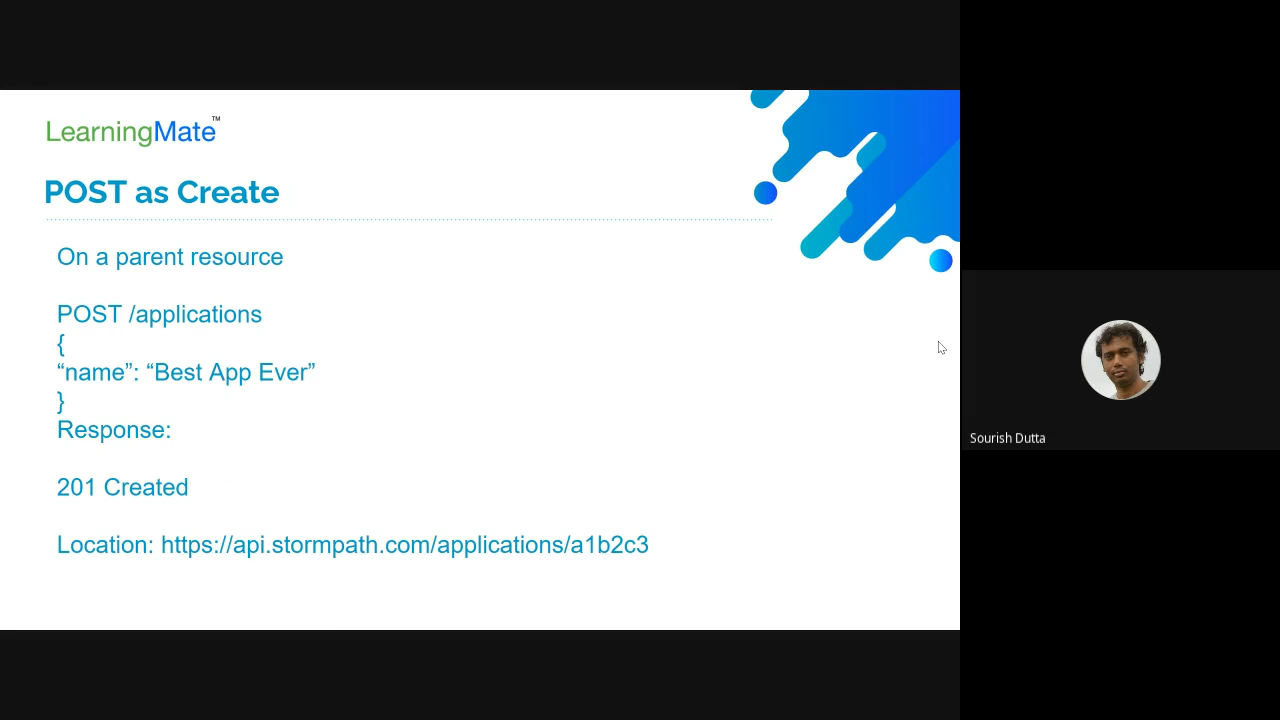 LearningMate™
POST as Create
On a parent resource
POST /applications
{
“name”: “Best App Ever”
}
Response:
201 Created
Location: https://api.stormpath.com/applications/a1b2c3
Sourish Dutta